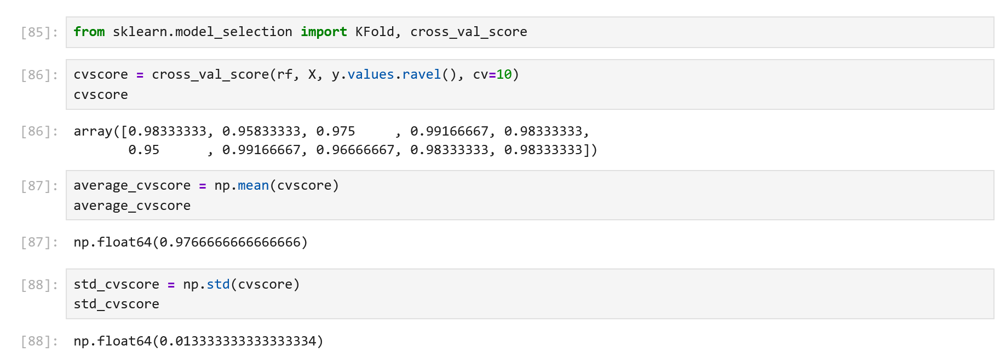 [85]: from sklearn.model_selection import KFold, cross_val_score
[86]: cvscore = cross_val_score(rf, X, y.values.ravel(), cv=10)
cvscore
[86]: array([0.98333333, 0.95833333, 0.975     , 0.99166667, 0.98333333,
       0.95      , 0.99166667, 0.96666667, 0.98333333, 0.98333333])
[87]: average_cvscore = np.mean(cvscore)
average_cvscore
[87]: np.float64(0.9766666666666666)
[88]: std_cvscore = np.std(cvscore)
std_cvscore
[88]: np.float64(0.013333333333333334)